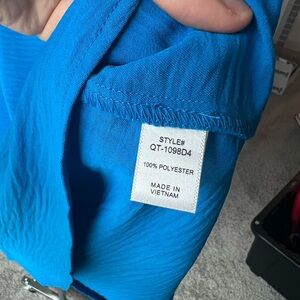 STYLE#
QT-1098D4
100% POLYESTER
MADE IN
VIETNAM